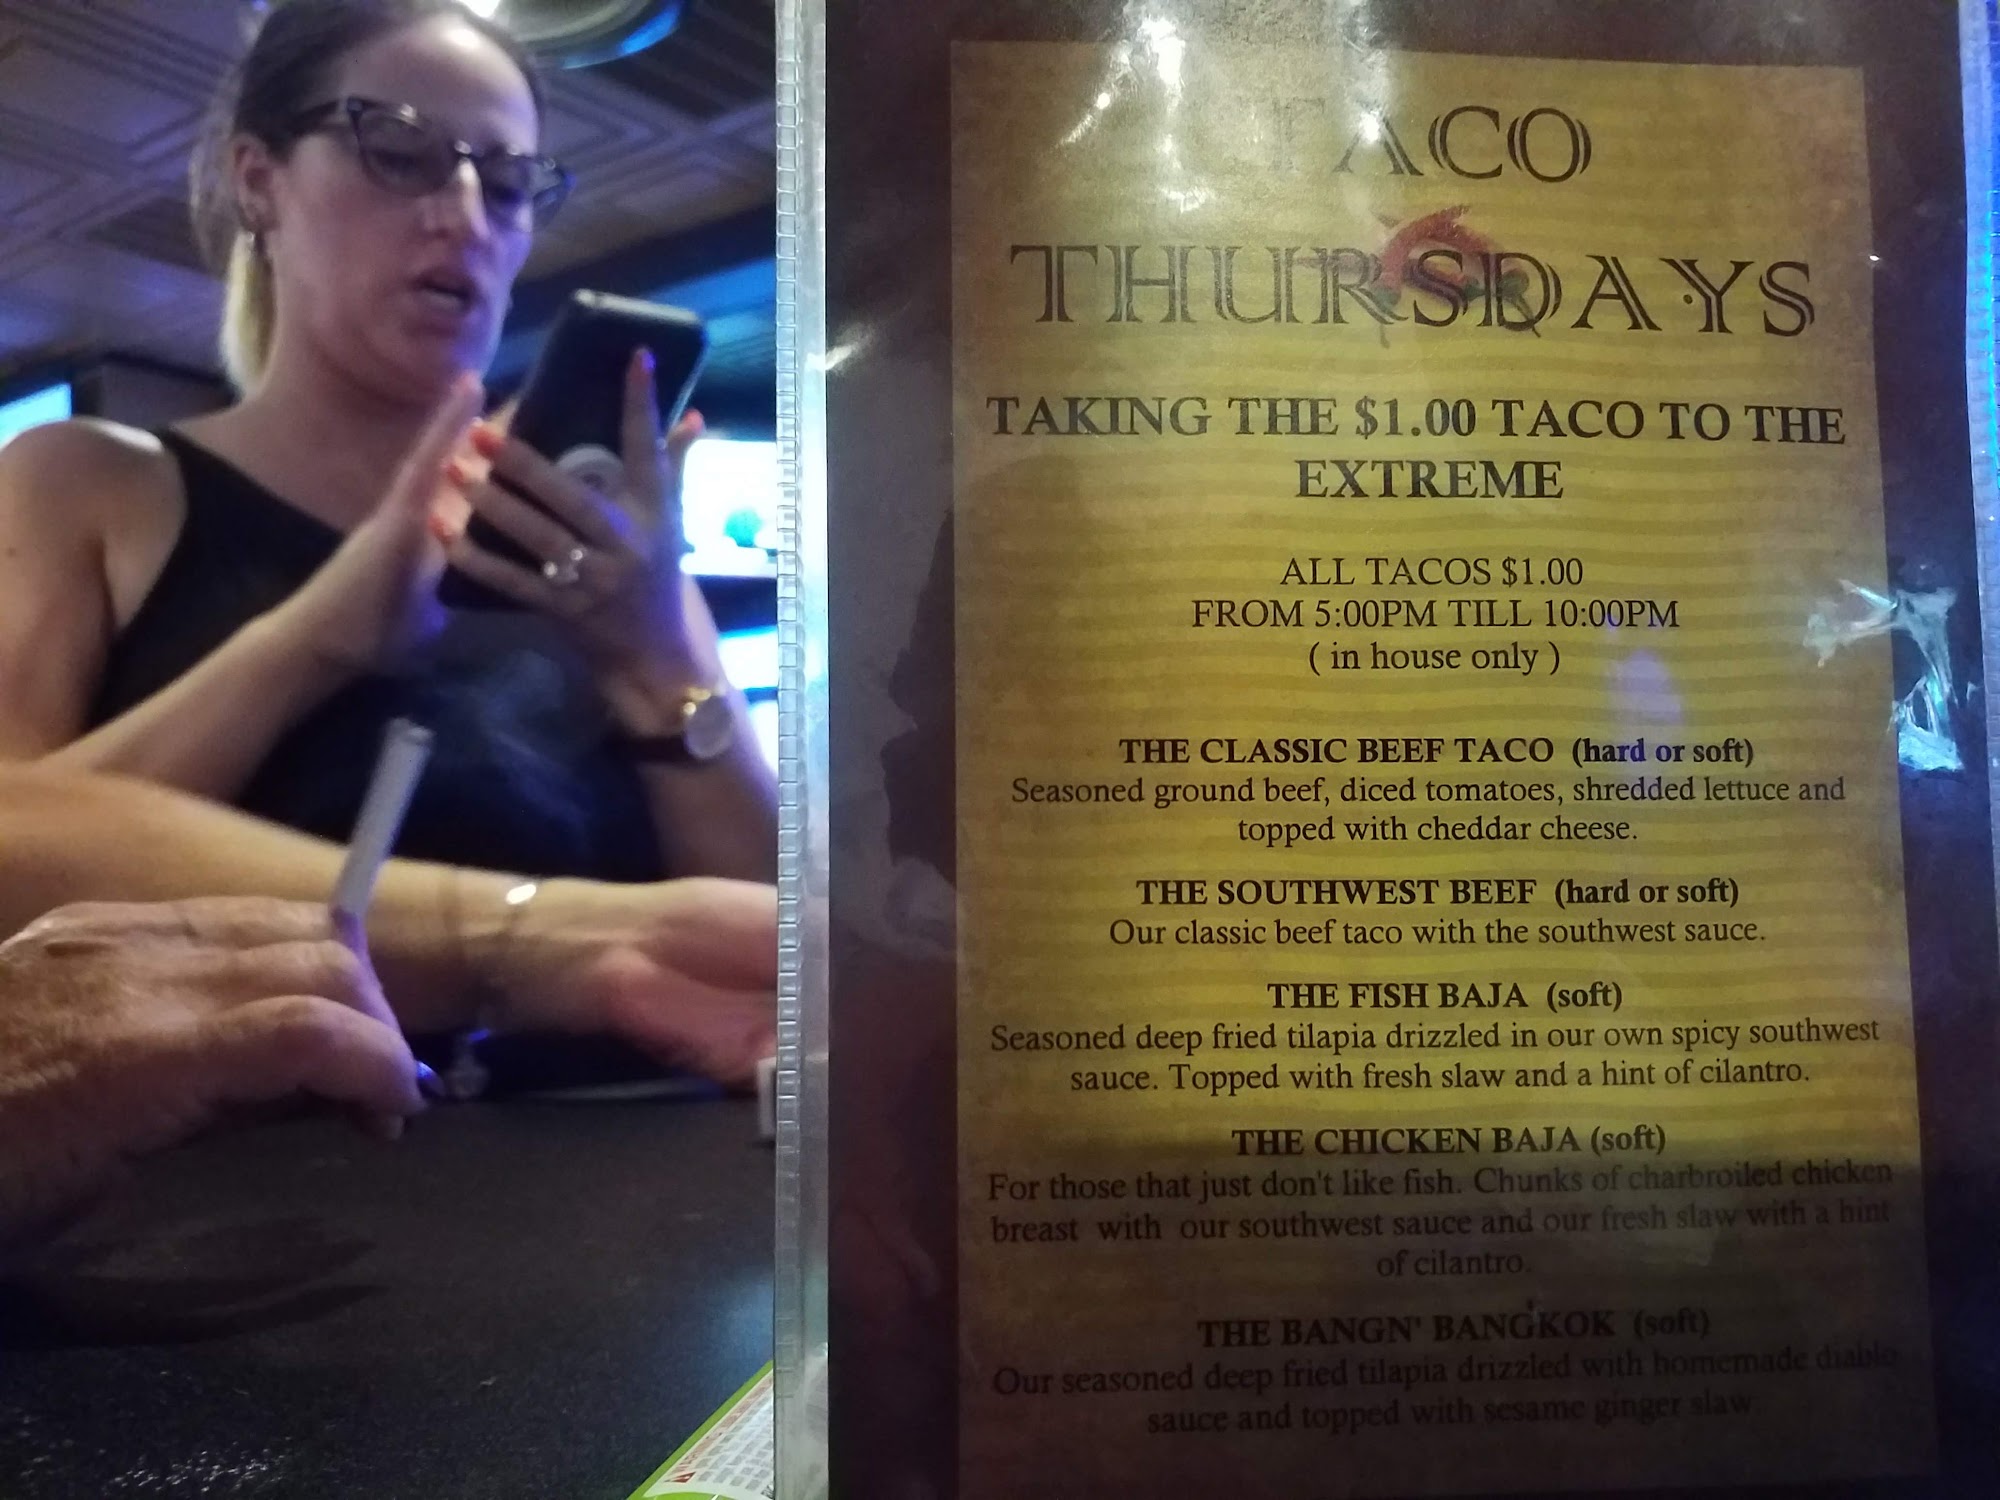 TACO
THURSDAYS
TAKING THE $1.00 TACO TO THE
EXTREME
ALL TACOS $1.00
FROM 5:00PM TILL 10:00PM
( in house only )
THE CLASSIC BEEF TACO (hard or soft)
Seasoned ground beef, diced tomatoes, shredded lettuce and
topped with cheddar cheese.
THE SOUTHWEST BEEF (hard or soft)
Our classic beef taco with the southwest sauce.
THE FISH BAJA (soft)
Seasoned deep fried tilapia drizzled in our own spicy southwest
sauce. Topped with fresh slaw and a hint of cilantro.
THE CHICKEN BAJA (soft)
For those that just don't like fish. Chunks of charbroiled chicken
breast with our southwest sauce and our fresh slaw with a hint
of cilantro.
THE BANGN' BANGKOK (soft)
Our seasoned deep fried tilapia drizzled with homemade diablo
sauce and topped with sesame ginger slaw.